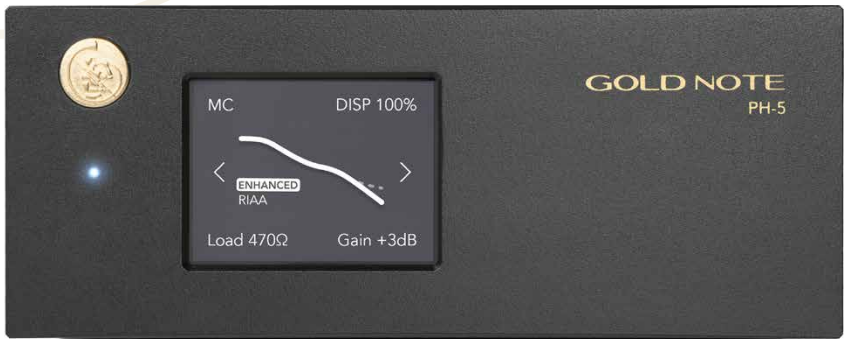 GOLD NOTE
PH-5
MC
DISP 100%
< >
ENHANCED
RIAA
Load 470Ω
Gain +3dB